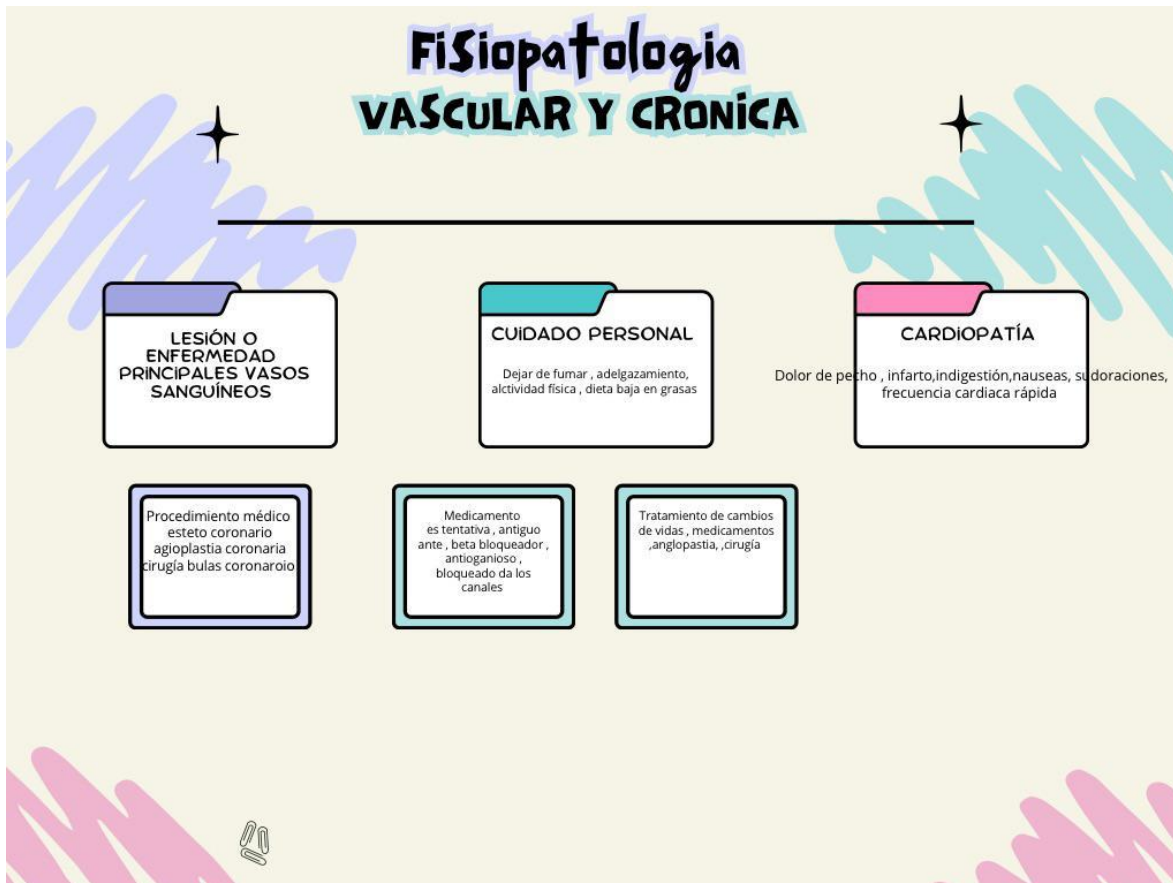 Fisiopatologia
VASCULAR Y CRONICA
LESIÓN O
ENFERMEDAD
PRINCIPALES VASOS
SANGUÍNEOS
CUIDADO PERSONAL
Dejar de fumar , adelgazamiento,
alctividad física , dieta baja en grasas
CARDIOPATÍA
Dolor de pecho , infarto,indigestión,nauseas, sudoraciones,
frecuencia cardiaca rápida
Procedimiento médico
esteto coronario
agioplastia coronaria
cirugía bulas coronaroio
Medicamento
es tentativa , antiguo
ante , beta bloqueador ,
antioganioso ,
bloqueado da los
canales
Tratamiento de cambios
de vidas , medicamentos
,anglopastia, ,cirugía